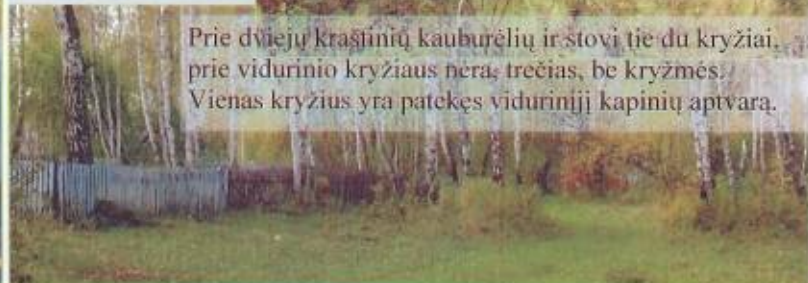 Prie dviejų kraštinių kauburėlių ir stovi tie du kryžiai,
prie vidurinio kryžiaus nėra, trečias, be kryžmės.
Vienas kryžius yra patekęs vidurinįjį kapinių aptvarą.